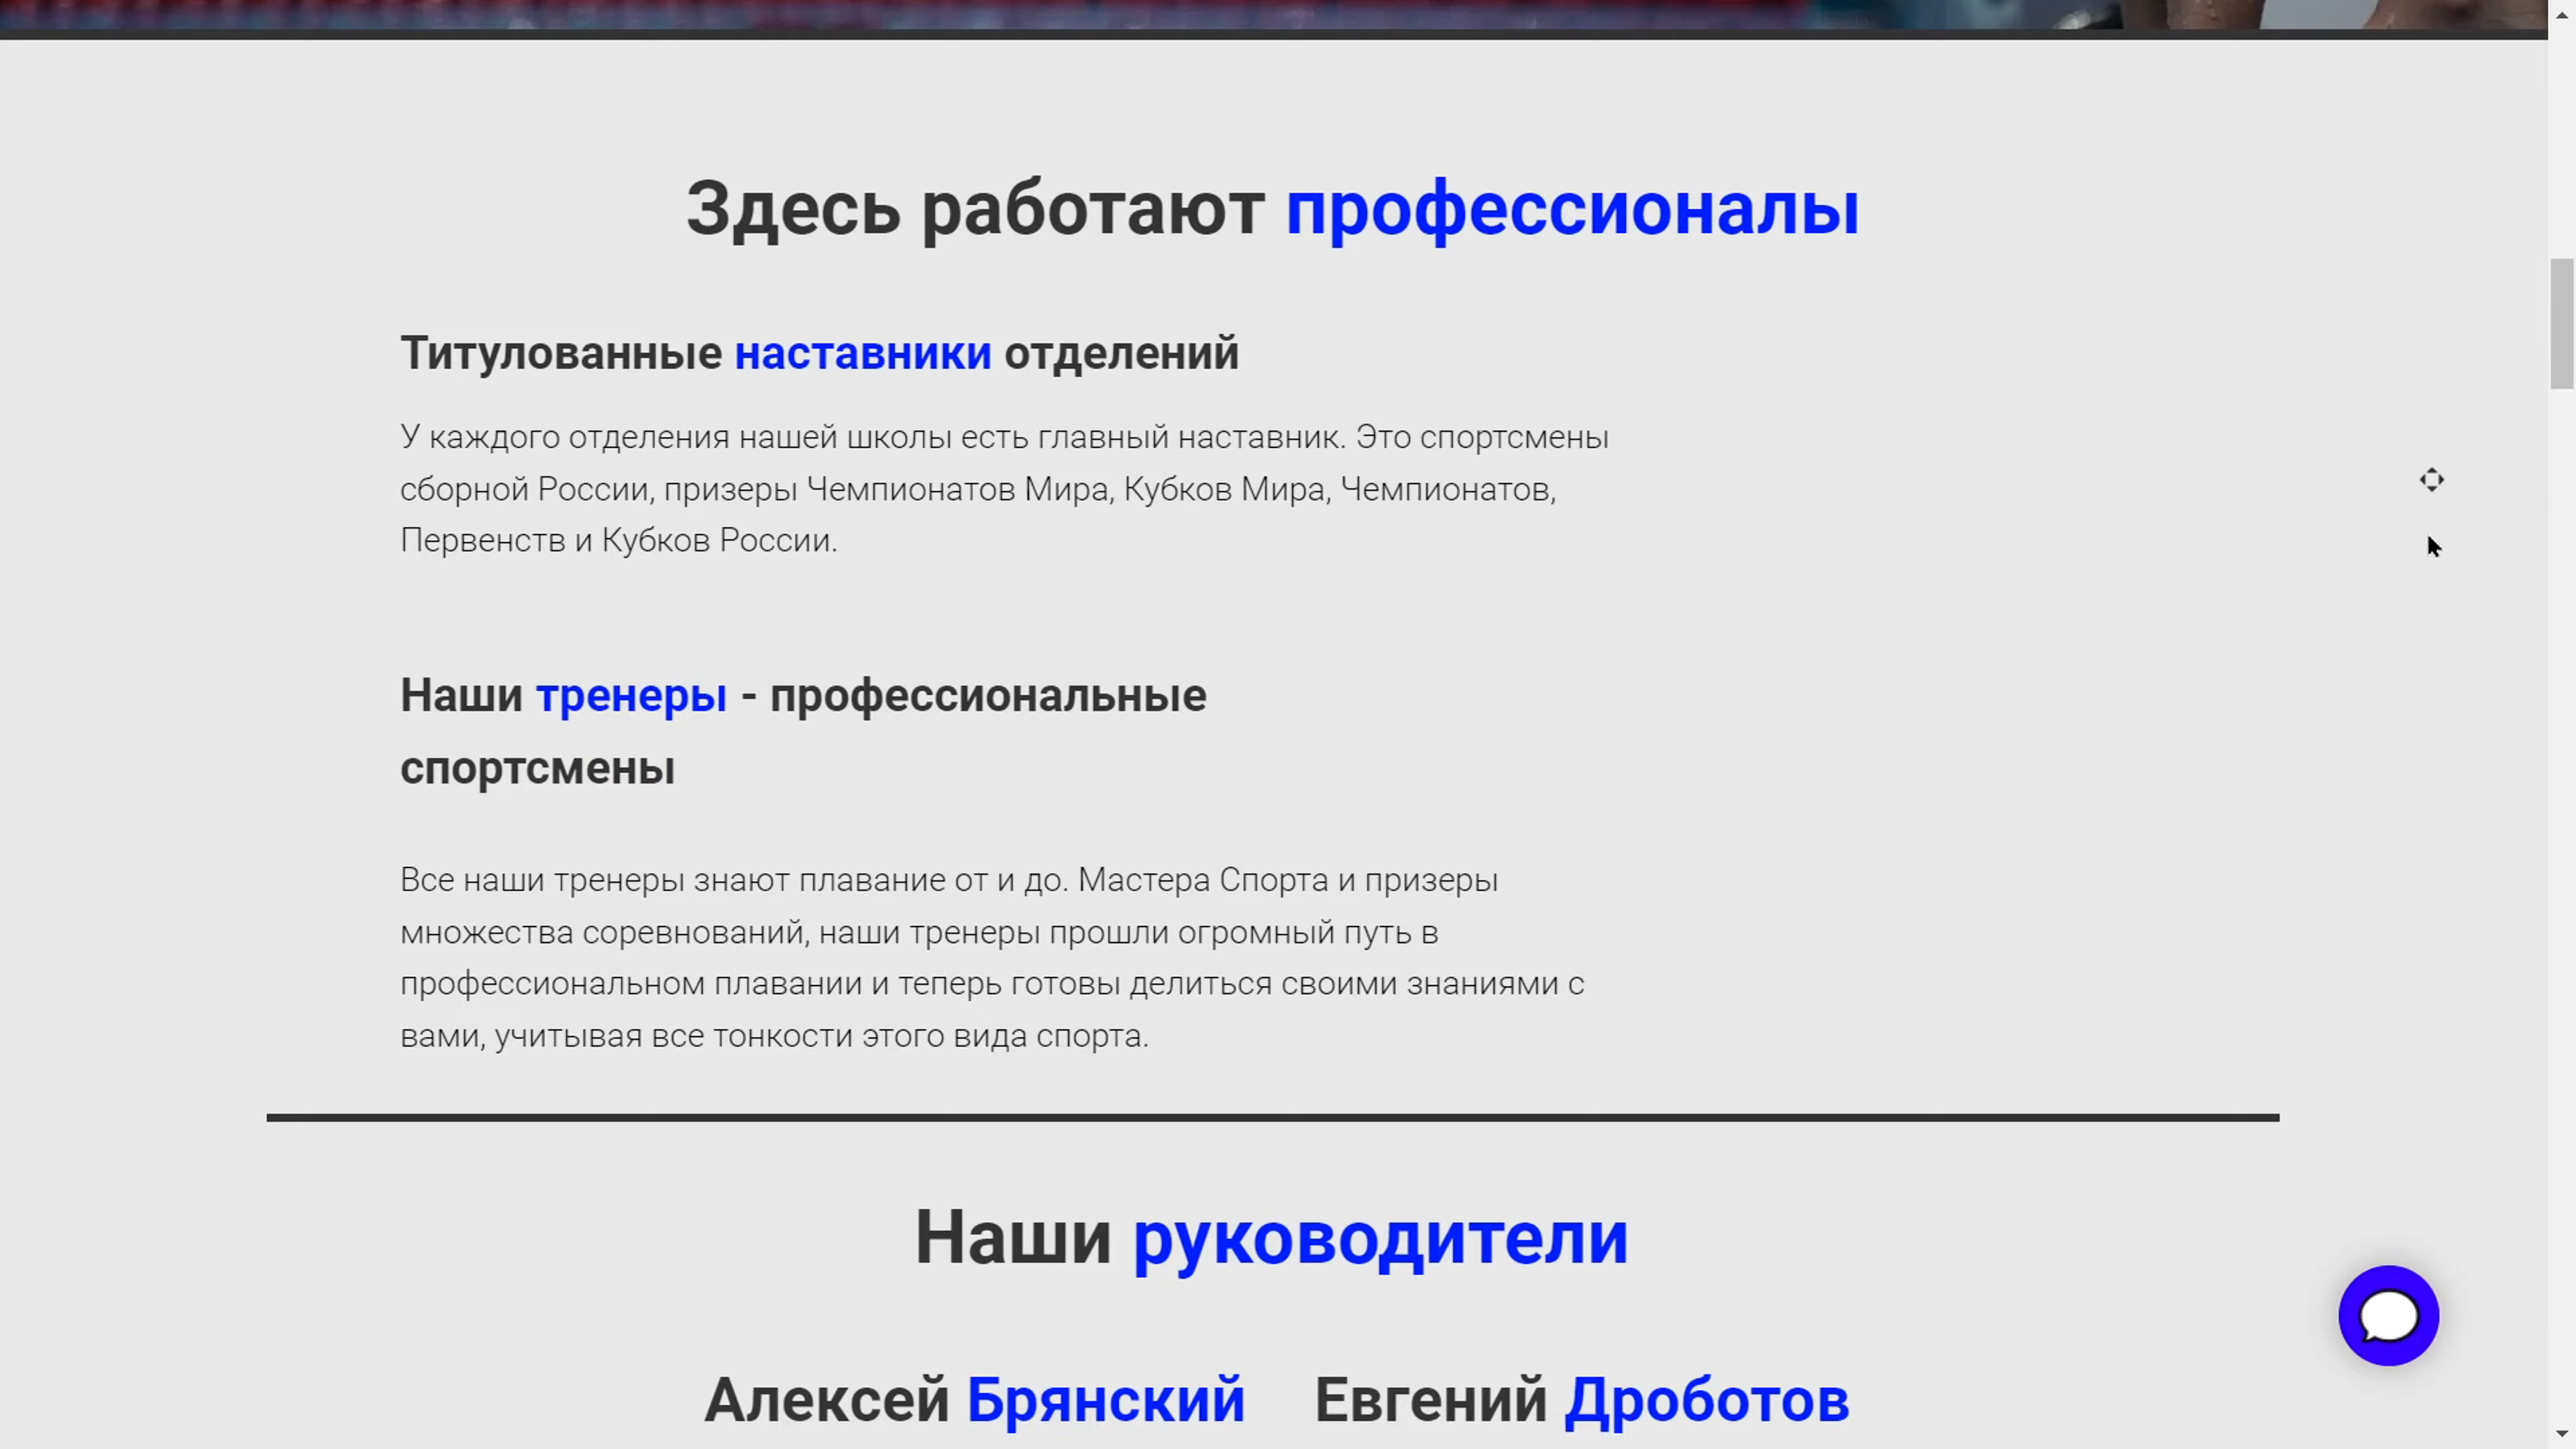 Здесь работают профессионалы
Титулованные наставники отделений
У каждого отделения нашей школы есть главный наставник. Это спортсмены
сборной России, призеры Чемпионатов Мира, Кубков Мира, Чемпионатов,
Первенств и Кубков России.
Наши тренеры - профессиональные
спортсмены
Все наши тренеры знают плавание от и до. Мастера Спорта и призеры
множества соревнований, наши тренеры прошли огромный путь в
профессиональном плавании и теперь готовы делиться своими знаниями с
вами, учитывая все тонкости этого вида спорта.
Наши руководители
Алексей Брянский Евгений Дроботов